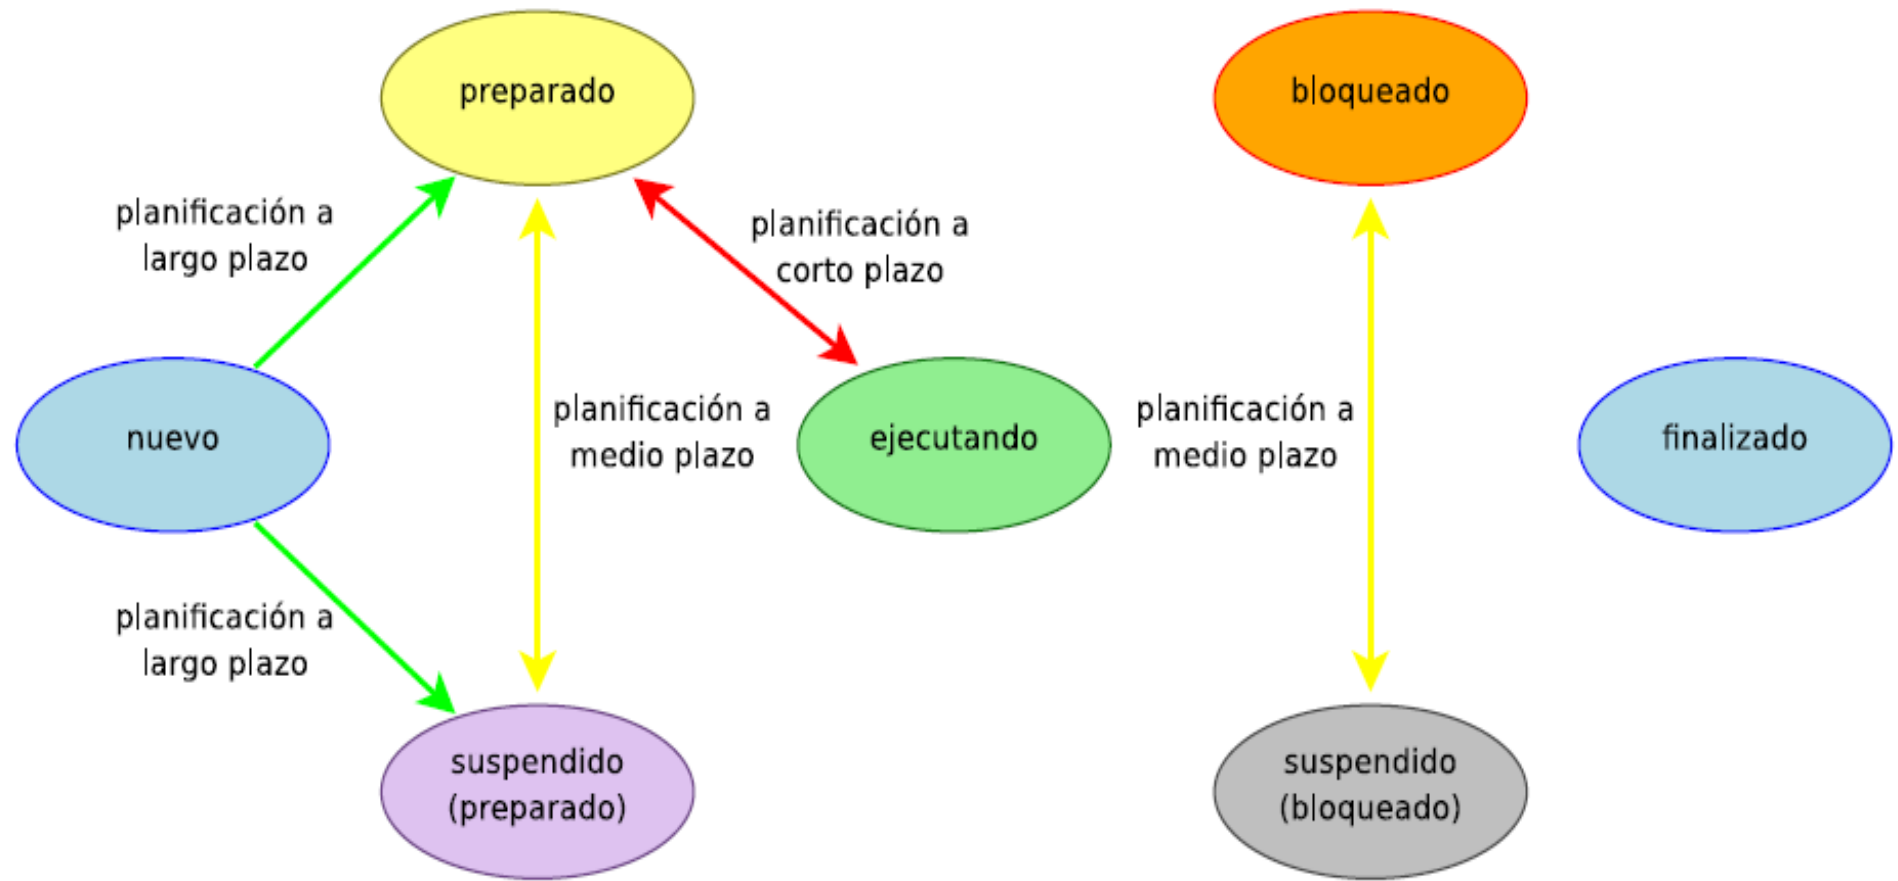 preparado
bloqueado
planificación a
largo plazo
planificación a
corto plazo
nuevo
planificación a
medio plazo
ejecutando
planificación a
medio plazo
finalizado
planificación a
largo plazo
suspendido
(preparado)
suspendido
(bloqueado)